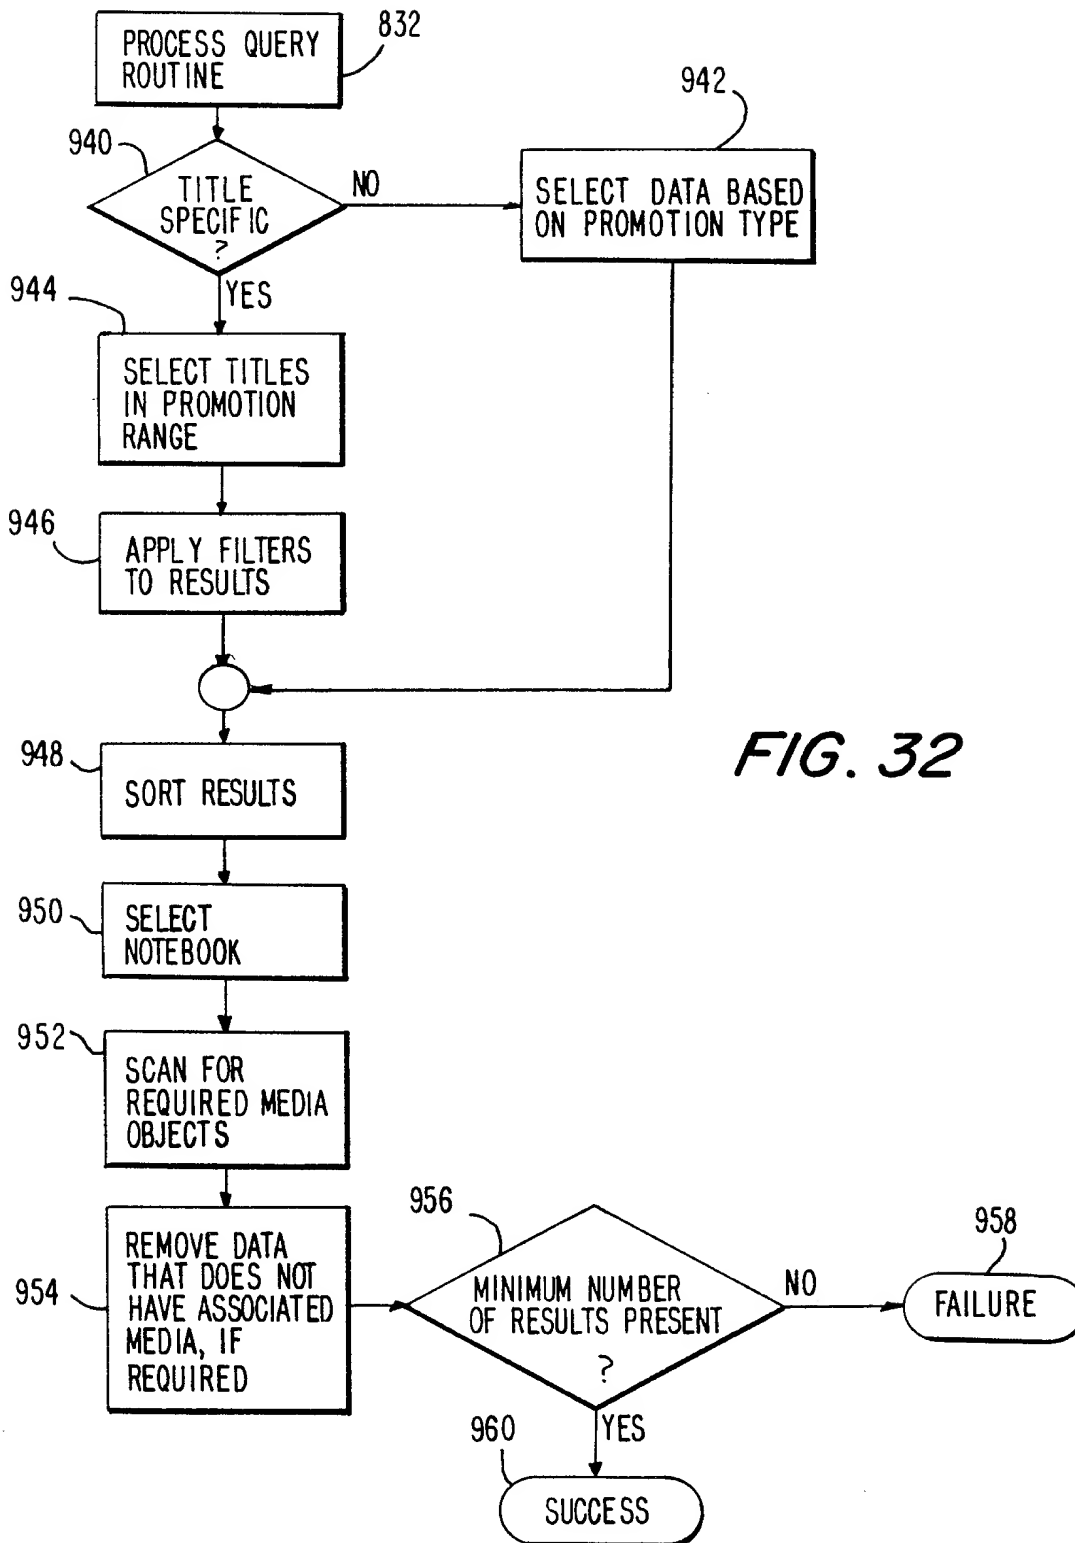 PROCESS QUERY
ROUTINE
832
940
TITLE
SPECIFIC
?
NO
942
SELECT DATA BASED
ON PROMOTION TYPE
YES
944
SELECT TITLES
IN PROMOTION
RANGE
946
APPLY FILTERS
TO RESULTS
948
SORT RESULTS
FIG. 32
950
SELECT
NOTEBOOK
952
SCAN FOR
REQUIRED MEDIA
OBJECTS
954
REMOVE DATA
THAT DOES NOT
HAVE ASSOCIATED
MEDIA, IF
REQUIRED
956
MINIMUM NUMBER
OF RESULTS PRESENT
?
NO
958
FAILURE
YES
960
SUCCESS